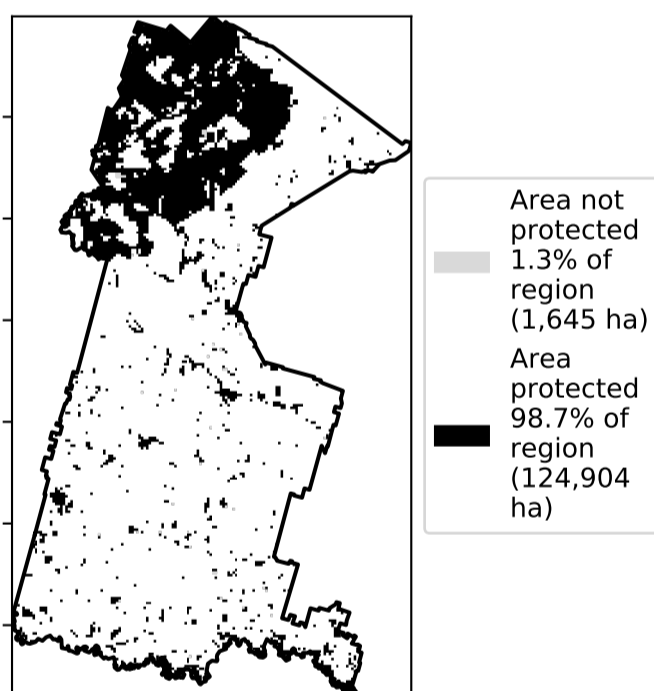 Area not
protected
1.3% of
region
(1,645 ha)
Area
protected
98.7% of
region
(124,904
ha)